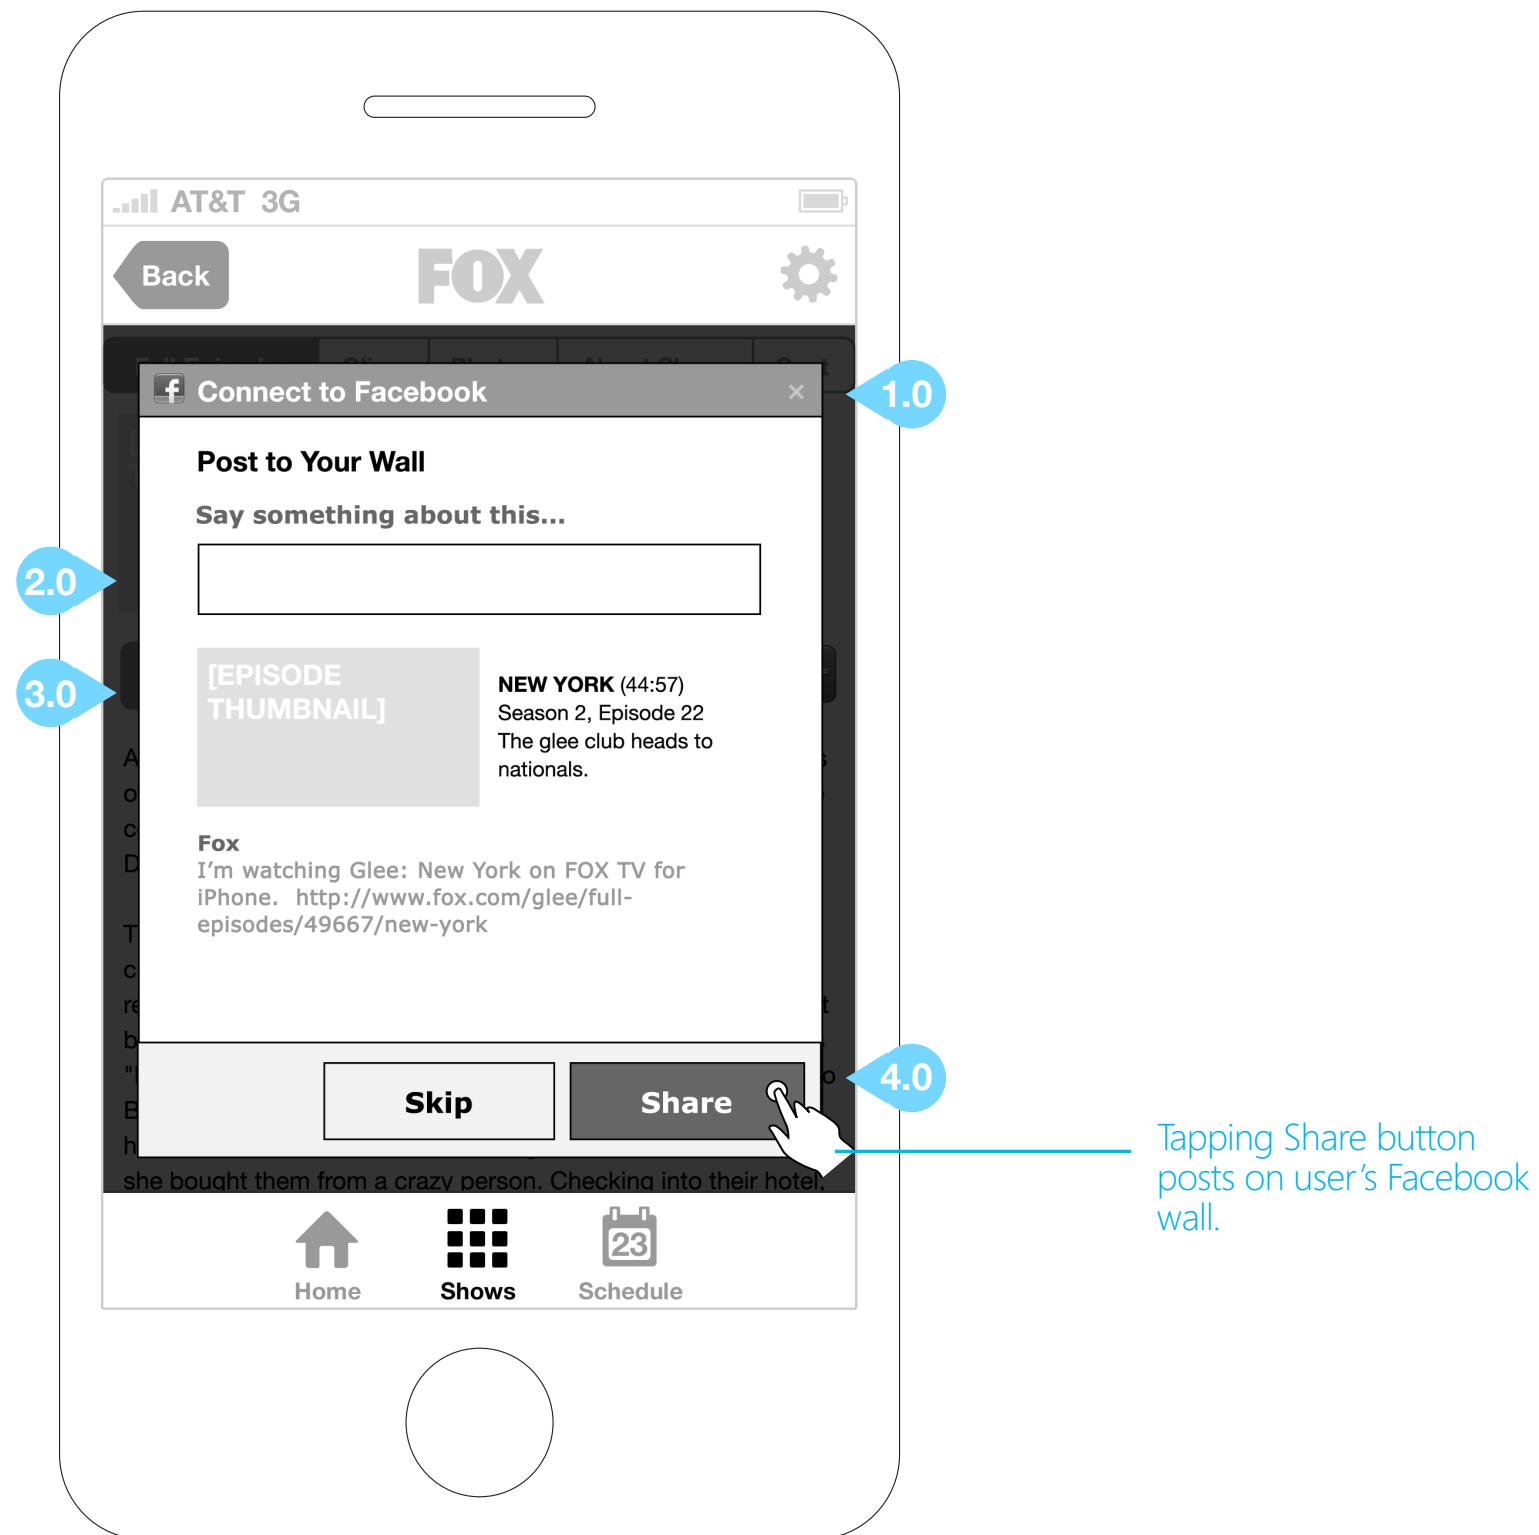 AT&T 3G
Back
FOX
Connect to Facebook ×
1.0
Post to Your Wall
Say something about this...
2.0
3.0
[EPISODE
THUMBNAIL]
NEW YORK (44:57)
Season 2, Episode 22
The glee club heads to
nationals.
Fox
I'm watching Glee: New York on FOX TV for
iPhone.  http://www.fox.com/glee/full-
episodes/49667/new-york
Skip
Share
4.0
Tapping Share button
posts on user's Facebook
wall.
she bought them from a crazy person. Checking into their hotel,
23
Home
Shows
Schedule